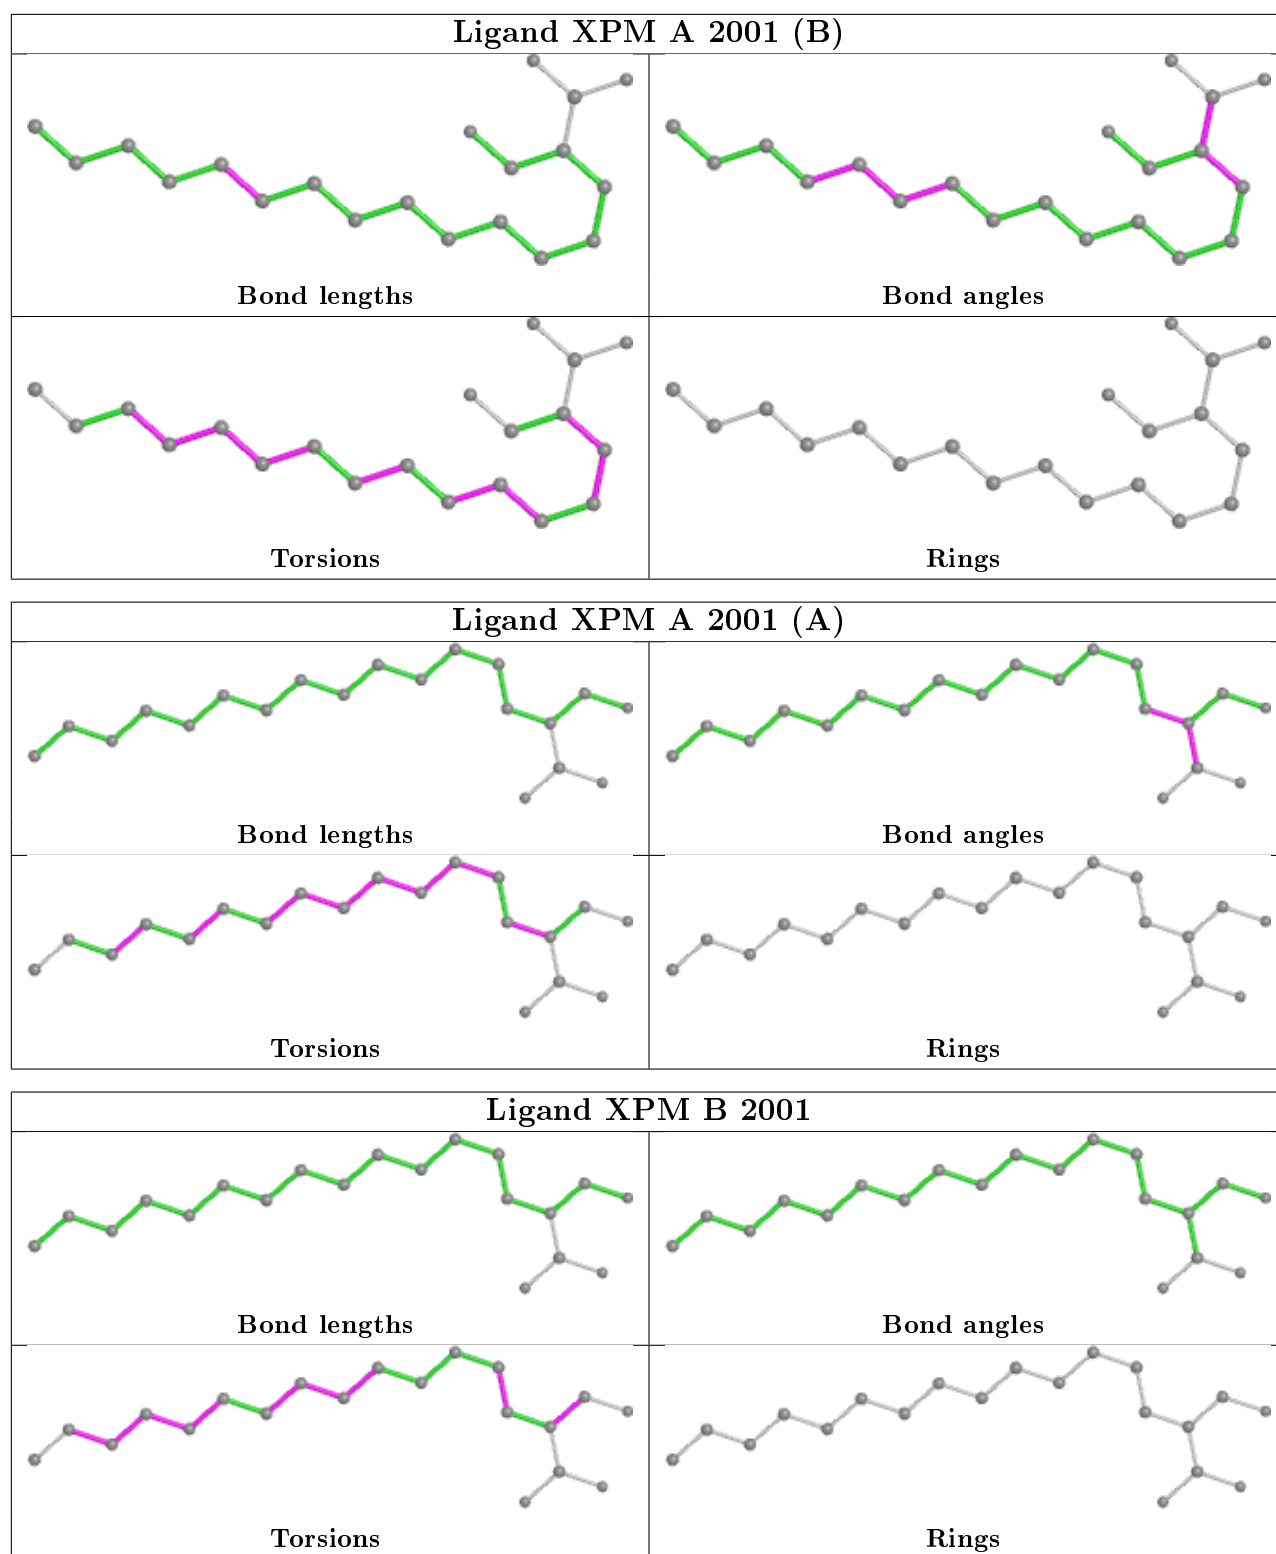 Ligand XPM A 2001 (B)
Bond lengths
Bond angles
Torsions
Rings
Ligand XPM A 2001 (A)
Bond lengths
Bond angles
Torsions
Rings
Ligand XPM B 2001
Bond lengths
Bond angles
Torsions
Rings